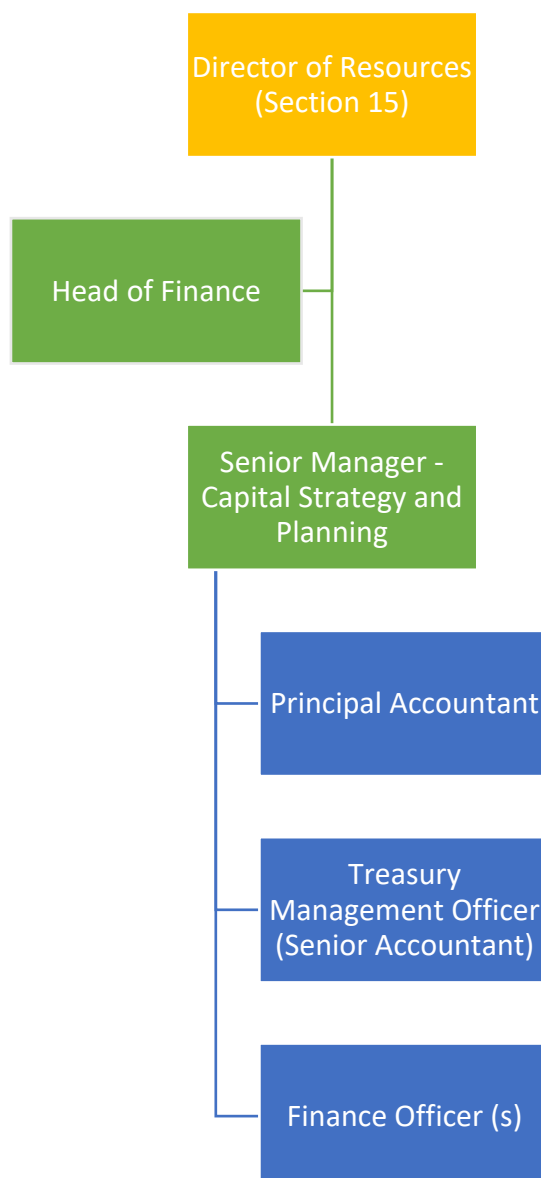 Director of Resources
(Section 15)
Head of Finance
Senior Manager -
Capital Strategy and
Planning
Principal Accountant
Treasury
Management Officer
(Senior Accountant)
Finance Officer (s)